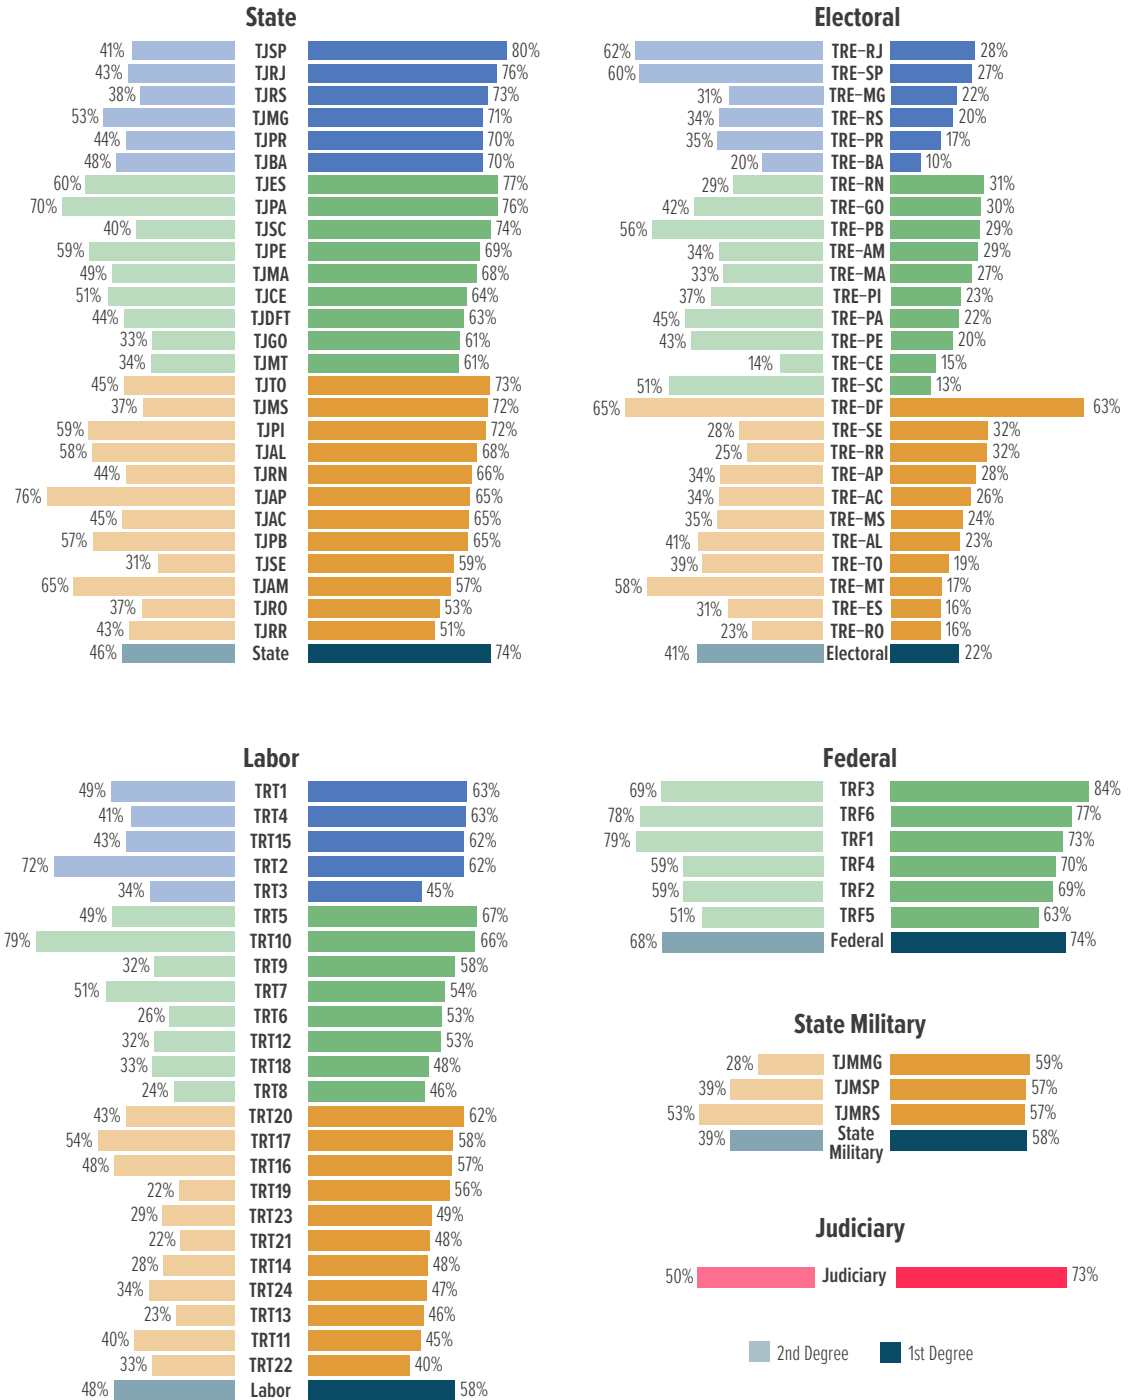 State
41% TJSP 80%
43% TJRJ 76%
38% TJRS 73%
53% TJMG 71%
44% TJPR 70%
48% TJBA 70%
60% TJES 77%
70% TJPA 76%
40% TJSC 74%
59% TJPE 69%
49% TJMA 68%
51% TJCE 64%
44% TJDFT 63%
33% TJGO 61%
34% TJMT 61%
45% TJTO 73%
37% TJMS 72%
59% TJPI 72%
58% TJAL 68%
44% TJRN 66%
76% TJAP 65%
45% TJAC 65%
57% TJPB 65%
31% TJSE 59%
65% TJAM 57%
37% TJRO 53%
43% TJRR 51%
46% State 74%
Electoral
62% TRE-RJ 28%
60% TRE-SP 27%
31% TRE-MG 22%
34% TRE-RS 20%
35% TRE-PR 17%
20% TRE-BA 10%
29% TRE-RN 31%
42% TRE-GO 30%
56% TRE-PB 29%
34% TRE-AM 29%
33% TRE-MA 27%
37% TRE-PI 23%
45% TRE-PA 22%
43% TRE-PE 20%
14% TRE-CE 15%
51% TRE-SC 13%
65% TRE-DF 63%
28% TRE-SE 32%
25% TRE-RR 32%
34% TRE-AP 28%
34% TRE-AC 26%
35% TRE-MS 24%
41% TRE-AL 23%
39% TRE-TO 19%
58% TRE-MT 17%
31% TRE-ES 16%
23% TRE-RO 16%
41% Electoral 22%
Labor
49% TRT1 63%
41% TRT4 63%
43% TRT15 62%
72% TRT2 62%
34% TRT3 45%
49% TRT5 67%
79% TRT10 66%
32% TRT9 58%
51% TRT7 54%
26% TRT6 53%
32% TRT12 53%
33% TRT18 48%
24% TRT8 46%
43% TRT20 62%
54% TRT17 58%
48% TRT16 57%
22% TRT19 56%
29% TRT23 49%
22% TRT21 48%
28% TRT14 48%
34% TRT24 47%
23% TRT13 46%
40% TRT11 45%
33% TRT22 40%
48% Labor 58%
Federal
69% TRF3 84%
78% TRF6 77%
79% TRF1 73%
59% TRF4 70%
59% TRF2 69%
51% TRF5 63%
68% Federal 74%
State Military
28% TJMMG 59%
39% TJMSP 57%
53% TJMRS 57%
39% State 58%
Military
Judiciary
50% Judiciary 73%
2nd Degree 1st Degree